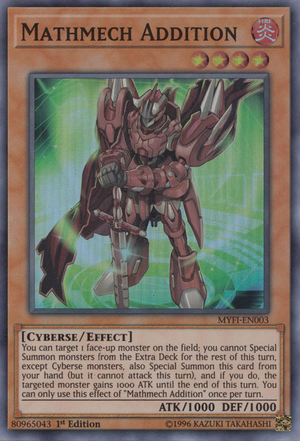 Mathmech Addition
炎
MYFI-EN003
[Cyberse/Effect]
You can target 1 face-up monster on the field; you cannot Special
Summon monsters from the Extra Deck for the rest of this turn,
except Cyberse monsters, also Special Summon this card from
your hand (but it cannot attack this turn), and if you do, the
targeted monster gains 1000 ATK until the end of this turn. You
can only use this effect of "Mathmech Addition" once per turn.
ATK/1000 DEF/1000
80965043 1st Edition ©1996 KAZUKI TAKAHASHI